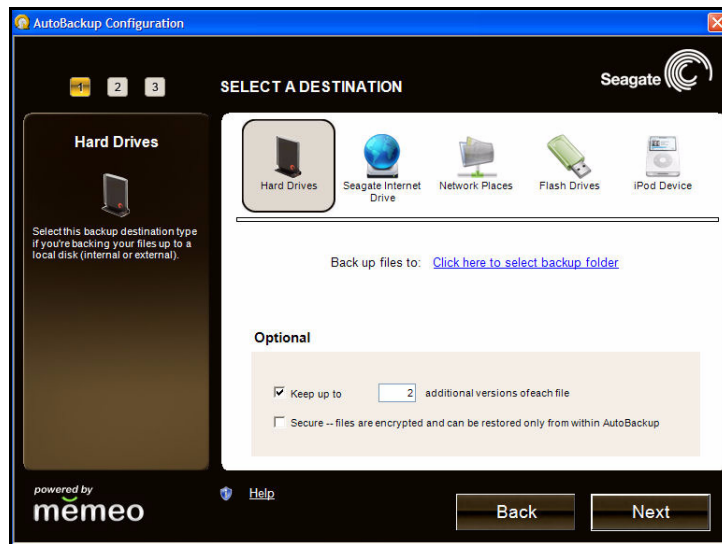 AutoBackup Configuration
1 2 3
SELECT A DESTINATION
Seagate
Hard Drives
Select this backup destination type
if you're backing your files up to a
local disk (internal or external).
Hard Drives
Seagate Internet
Drive
Network Places
Flash Drives
iPod Device
Back up files to: Click here to select backup folder
Optional
Keep up to 2 additional versions of each file
Secure -- files are encrypted and can be restored only from within AutoBackup
powered by
memeo
Help
Back
Next